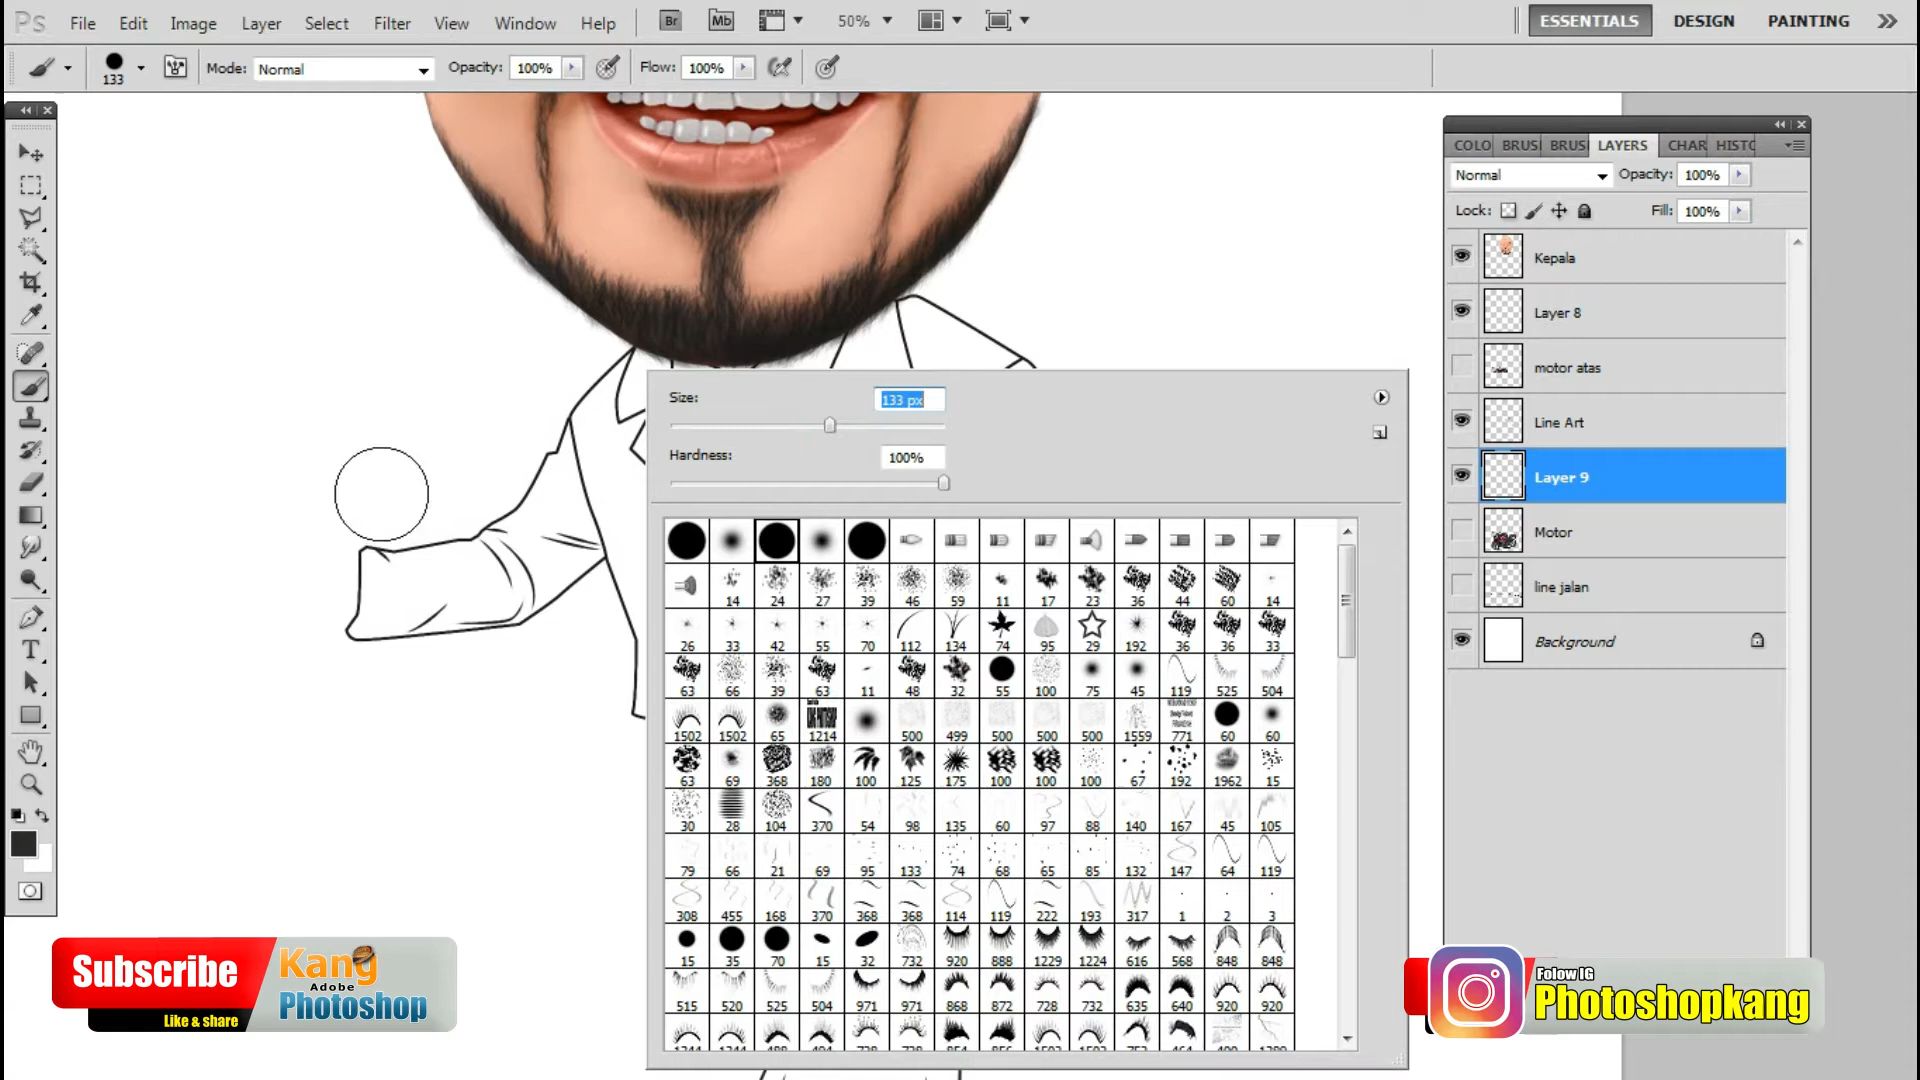 Ps File Edit Image Layer Select Filter View Window Help Br Mb 50% ESSENTIALS DESIGN PAINTING
133 Mode: Normal Opacity: 100% Flow: 100%
COLO BRUS BRUS LAYERS CHAR HISTO
Normal Opacity: 100%
Lock: Fill: 100%
Kepala
Layer 8
motor atas
Line Art
Layer 9
Motor
line jalan
Background
Size: 133 px
Hardness: 100%
14 24 27 39 46 59 11 17 23 36 44 60 14
26 33 42 55 70 112 134 74 95 29 192 36 36 33
63 66 39 63 11 48 32 55 100 75 45 119 525 504
1502 1502 65 1214 500 499 500 500 500 1559 771 60 60
63 69 368 180 100 125 175 100 100 100 67 192 1962 15
30 28 104 370 54 98 135 60 97 88 140 167 45 105
79 66 21 69 95 133 74 68 65 85 132 147 64 119
308 455 168 370 368 368 114 119 222 193 317 1 2 3
15 35 70 15 32 732 920 888 1229 1224 616 568 848 848
515 520 525 504 971 971 868 872 728 732 635 640 920 920
T
Subscribe
Like & share
Kang
Adobe
Photoshop
Folow IG
Photoshopkang